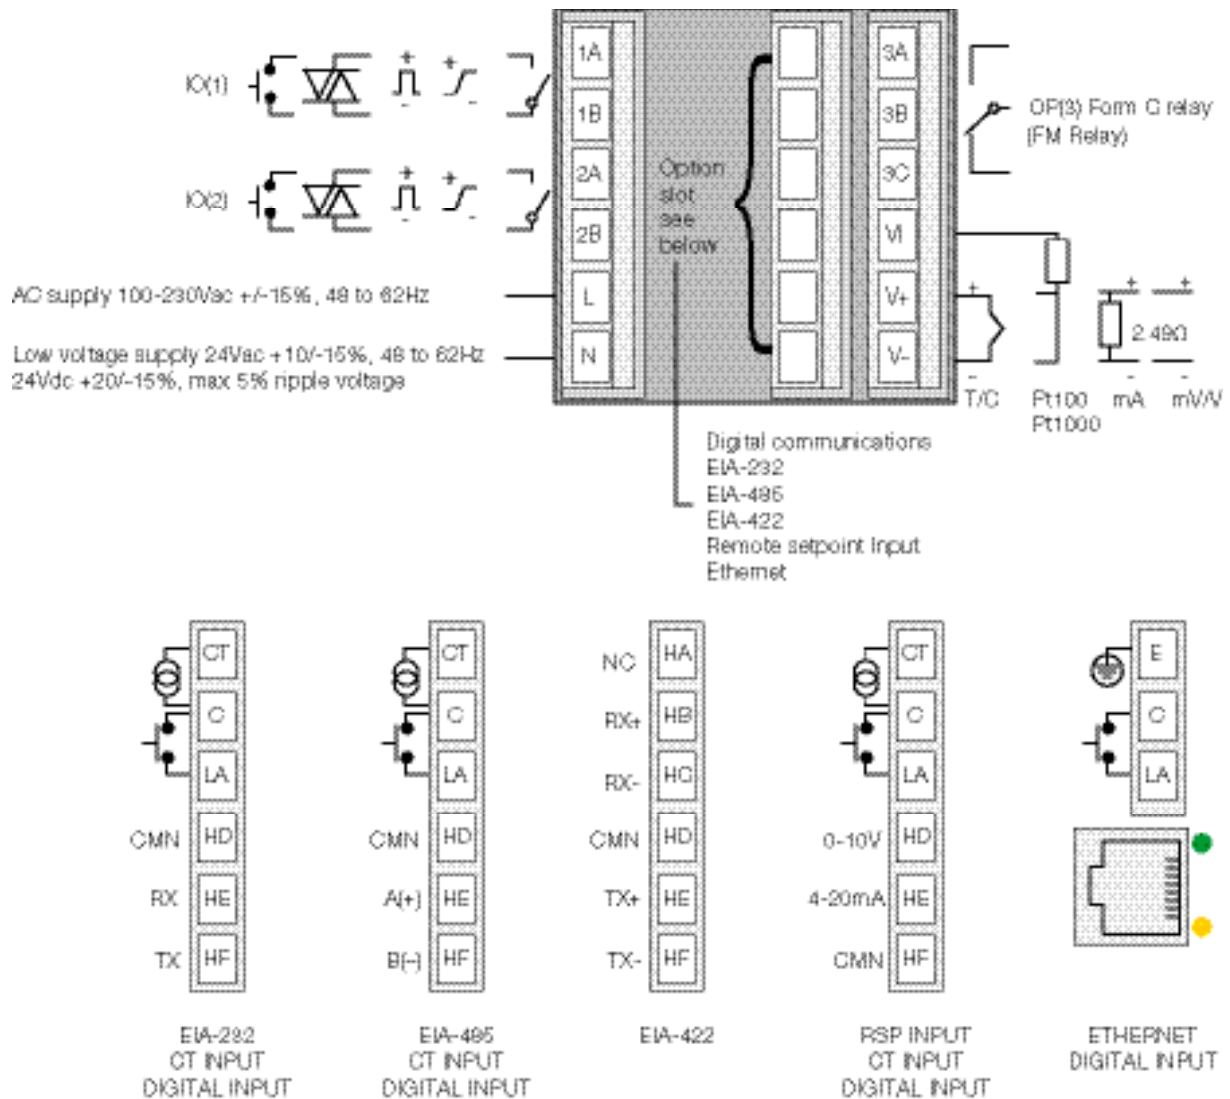 IO(1)
1A
1B
IO(2)
2A
2B
AC supply 100-230Vac +/-15%, 48 to 62Hz
L
Low voltage supply 24Vac +10/-15%, 48 to 62Hz
24Vdc +20/-15%, max 5% ripple voltage
N
Option
slot
see
below
3A
3B
3C
VI
V+
V-
OP(3) Form C relay
(FM Relay)
2.49Ω
T/C
Pt100
Pt1000
mA
mV/V
Digital communications
EIA-232
EIA-485
EIA-422
Remote setpoint Input
Ethernet
CT
C
LA
CMN HD
RX HE
TX HF
EIA-232
CT INPUT
DIGITAL INPUT
CT
C
LA
CMN HD
A(+) HE
B(-) HF
EIA-485
CT INPUT
DIGITAL INPUT
NC HA
RX+ HB
RX- HC
CMN HD
TX+ HE
TX- HF
EIA-422
CT
C
LA
0-10V HD
4-20mA HE
CMN HF
RSP INPUT
CT INPUT
DIGITAL INPUT
E
C
LA
ETHERNET
DIGITAL INPUT